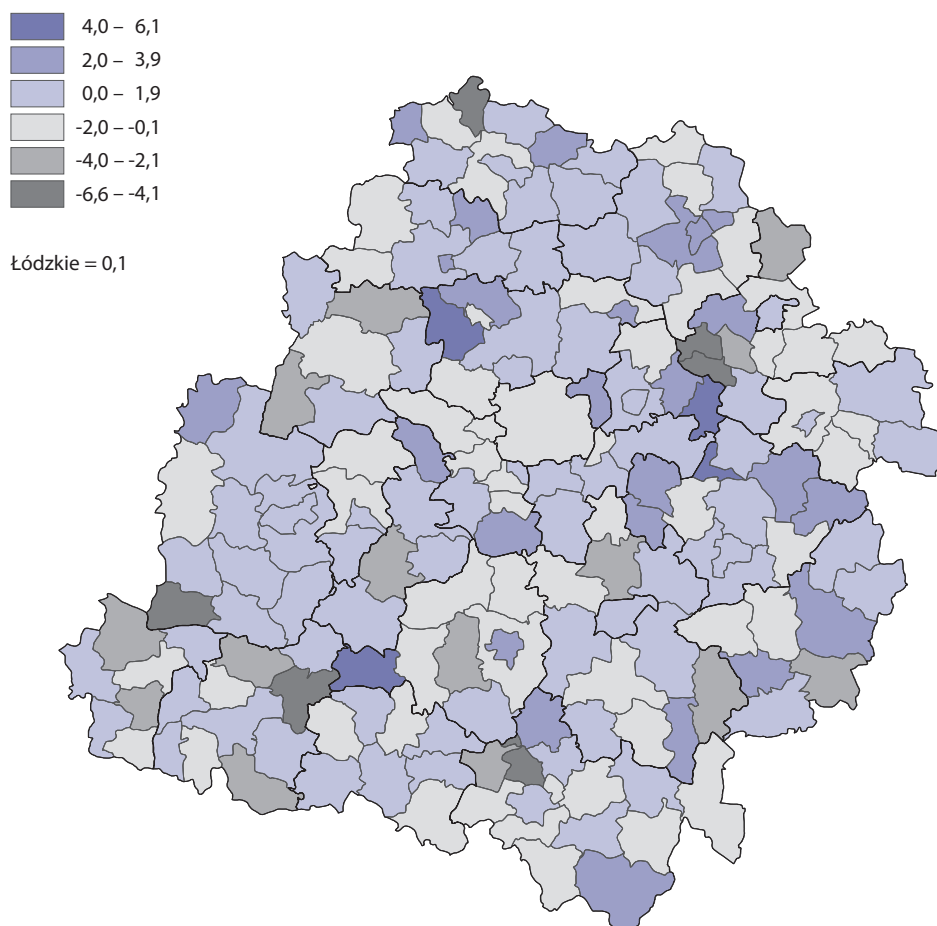 4,0 – 6,1
2,0 – 3,9
0,0 – 1,9
-2,0 – -0,1
-4,0 – -2,1
-6,6 – -4,1
Łódzkie = 0,1